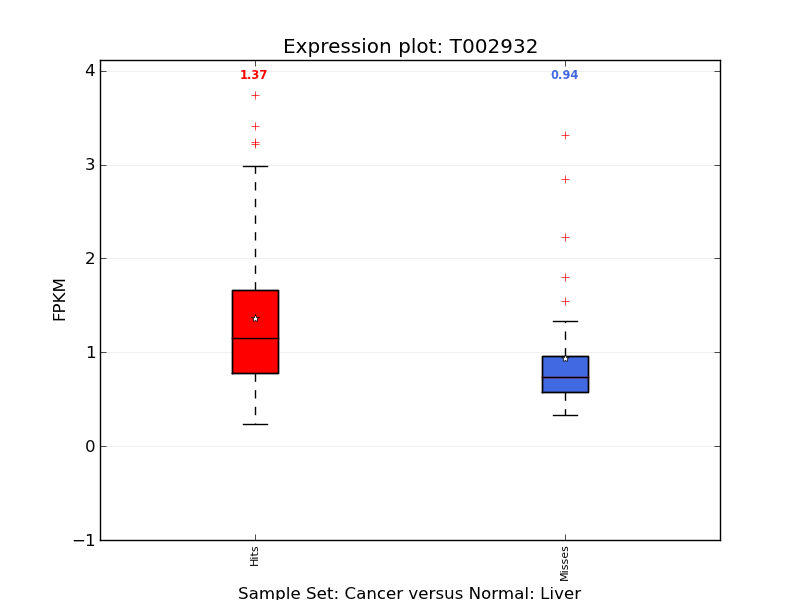 Expression plot: T002932
4
1.37
0.94
3
2
FPKM
1
0
−1
Hits
Misses
Sample Set: Cancer versus Normal: Liver